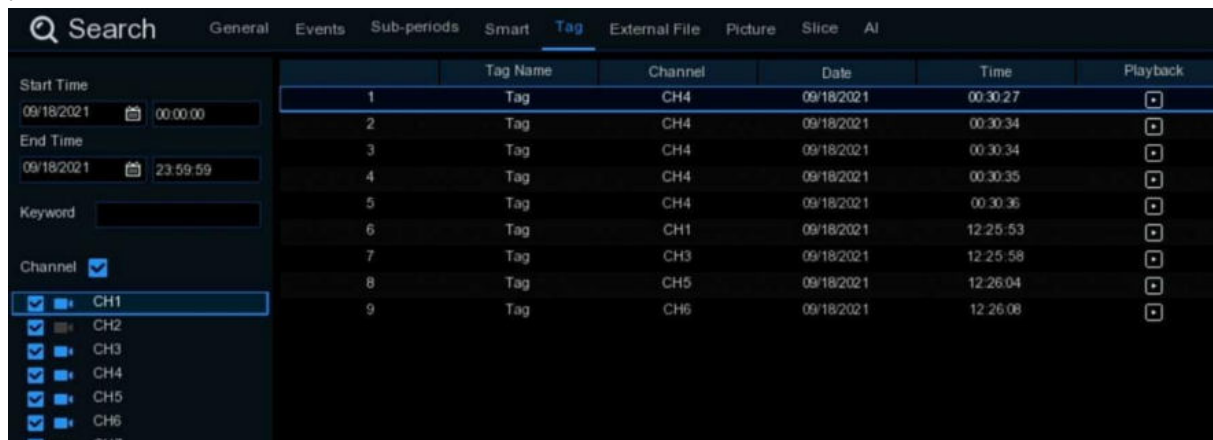 Search General Events Sub-periods Smart Tag External File Picture Slice AI
Start Time
09/18/2021 00:00:00
End Time
09/18/2021 23:59:59
Keyword
Channel
CH1
CH2
CH3
CH4
CH5
CH6
Tag Name Channel Date Time Playback
1 Tag CH4 09/18/2021 00:30:27
2 Tag CH4 09/18/2021 00:30:34
3 Tag CH4 09/18/2021 00:30:34
4 Tag CH4 09/18/2021 00:30:35
5 Tag CH4 09/18/2021 00:30:36
6 Tag CH1 09/18/2021 12:25:53
7 Tag CH3 09/18/2021 12:25:58
8 Tag CH5 09/18/2021 12:26:04
9 Tag CH6 09/18/2021 12:26:08